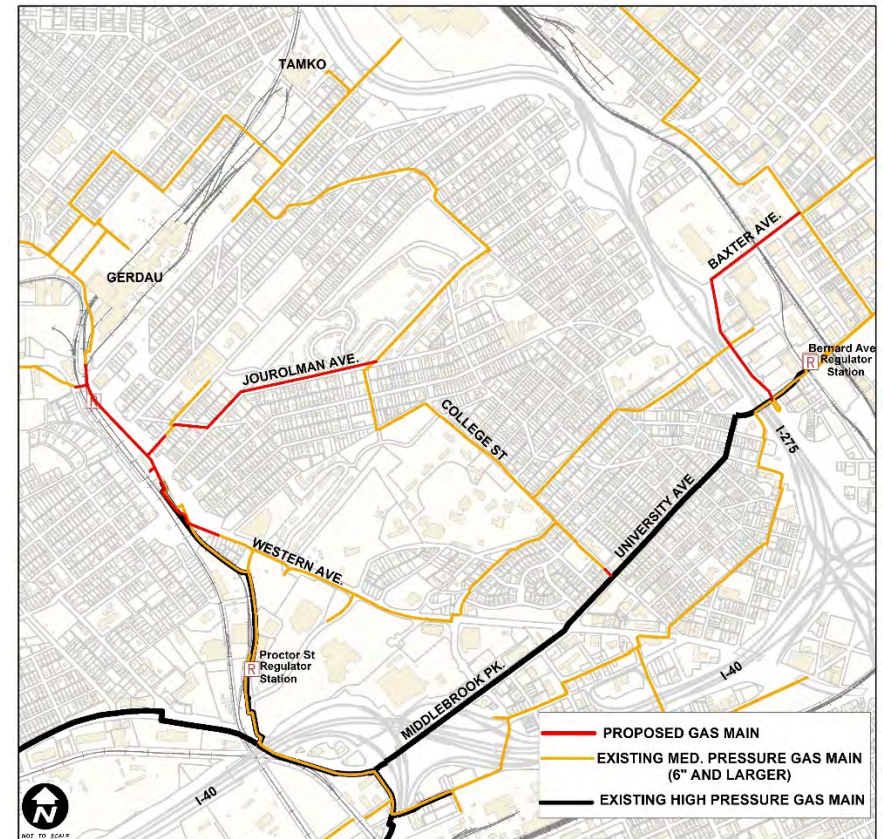 TAMKO
BAXTER AVE.
GERDAU
Bernard Ave
R Regulator
Station
JOUROLMAN AVE.
R
COLLEGE ST
I-275
UNIVERSITY AVE
WESTERN AVE.
Proctor St
R Regulator
Station
MIDDLEBROOK PK.
I-40
I-40
PROPOSED GAS MAIN
EXISTING MED. PRESSURE GAS MAIN
(6" AND LARGER)
EXISTING HIGH PRESSURE GAS MAIN
N
NOT TO SCALE